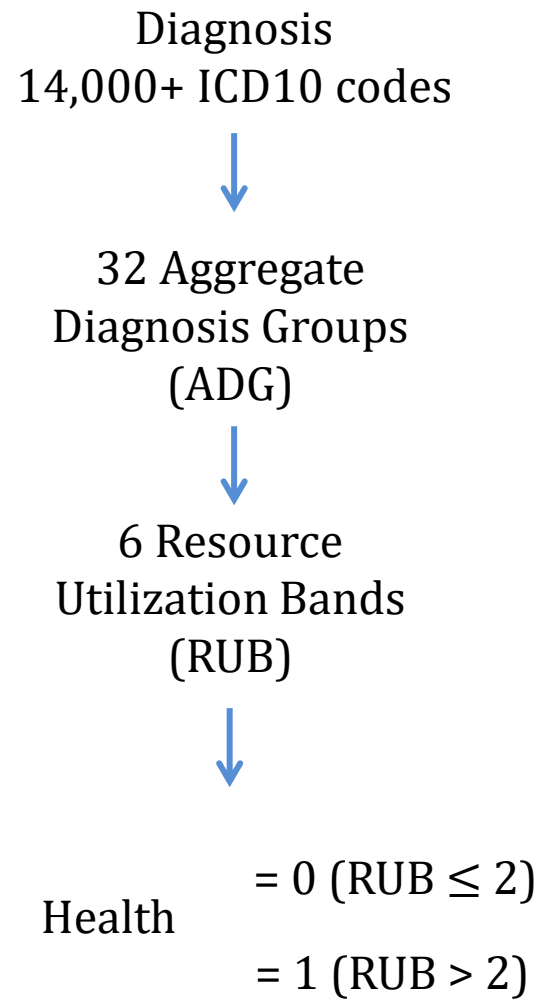 Diagnosis
14,000+ ICD10 codes
32 Aggregate
Diagnosis Groups
(ADG)
6 Resource
Utilization Bands
(RUB)
Health
= 0 (RUB ≤ 2)
= 1 (RUB > 2)